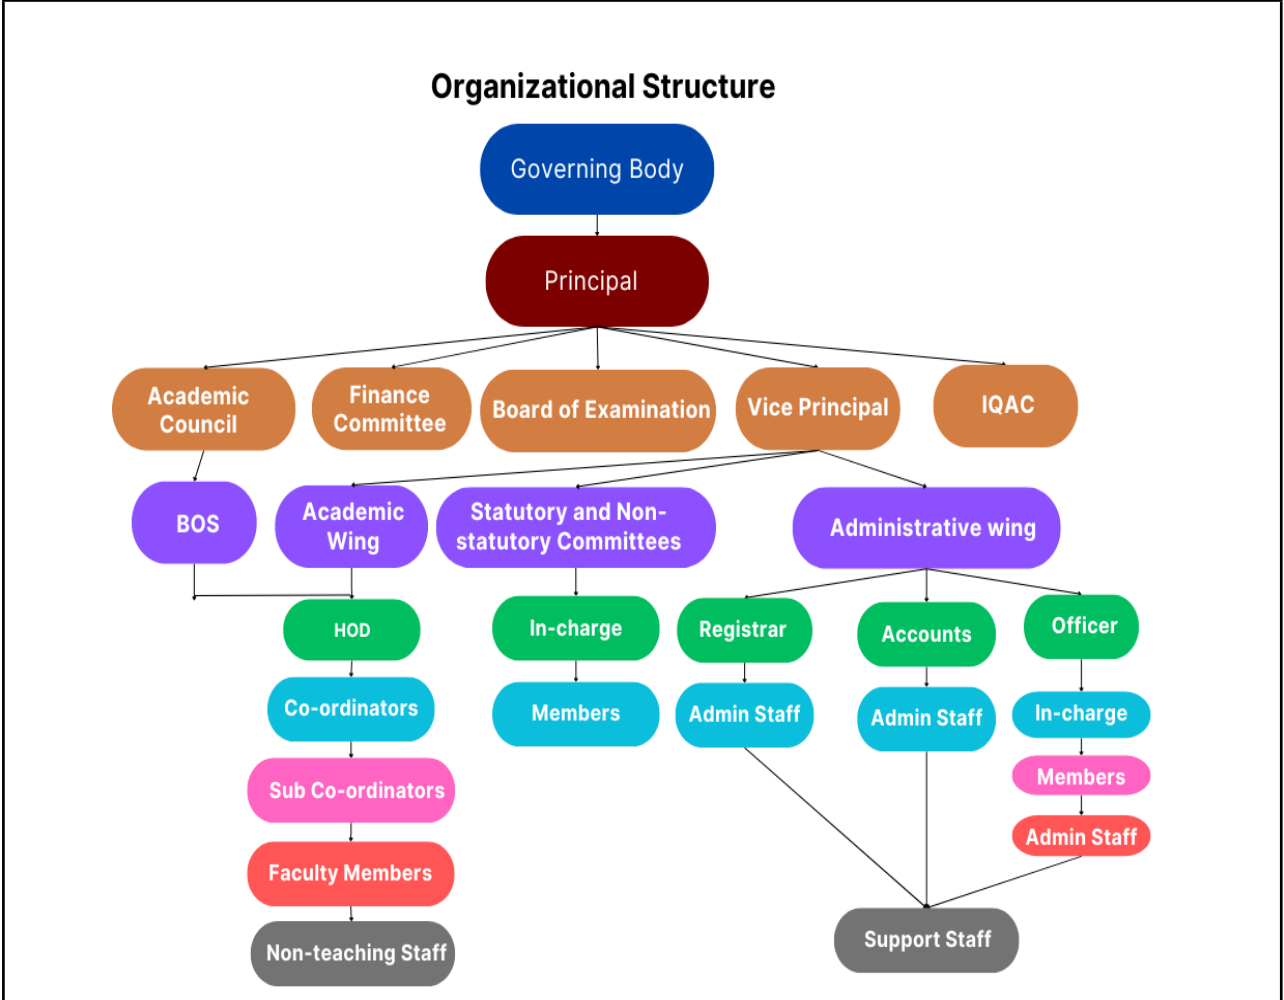 Organizational Structure
Governing Body
Principal
Academic
Council
Finance
Committee
Board of Examination
Vice Principal
IQAC
BOS
Academic
Wing
Statutory and Non-
statutory Committees
Administrative wing
HOD
In-charge
Registrar
Accounts
Officer
Co-ordinators
Members
Admin Staff
Admin Staff
In-charge
Sub Co-ordinators
Members
Faculty Members
Admin Staff
Non-teaching Staff
Support Staff